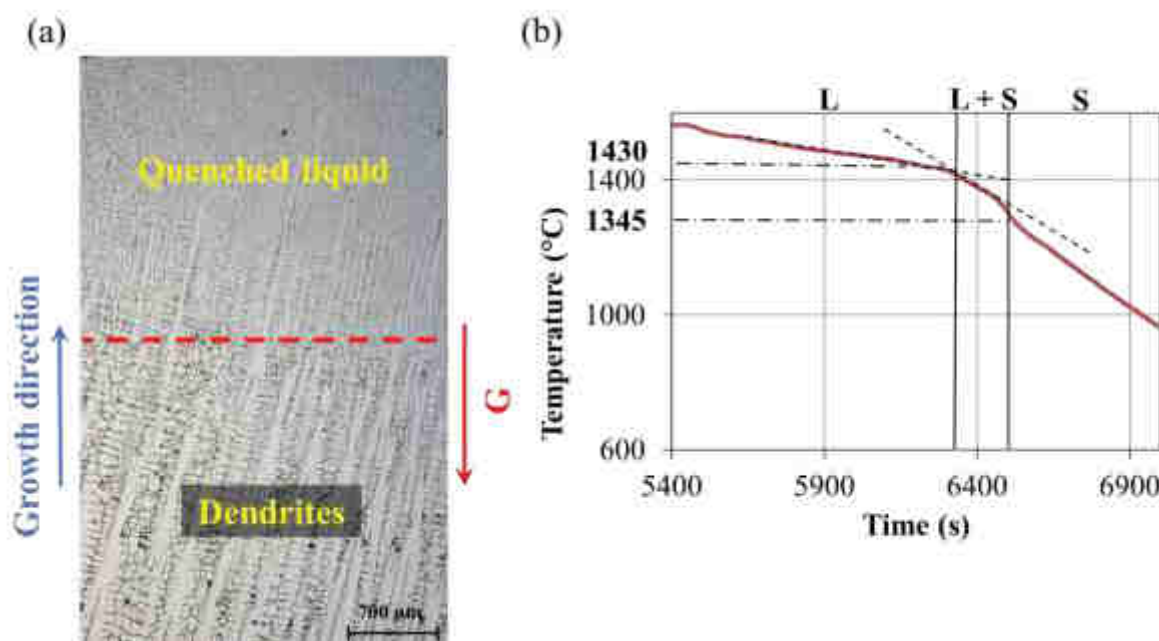 (a)
Quenched liquid
Growth direction
G
Dendrites
700 µm
(b)
L L + S S
1430
1400
1345
1000
600
Temperature (°C)
5400 5900 6400 6900
Time (s)